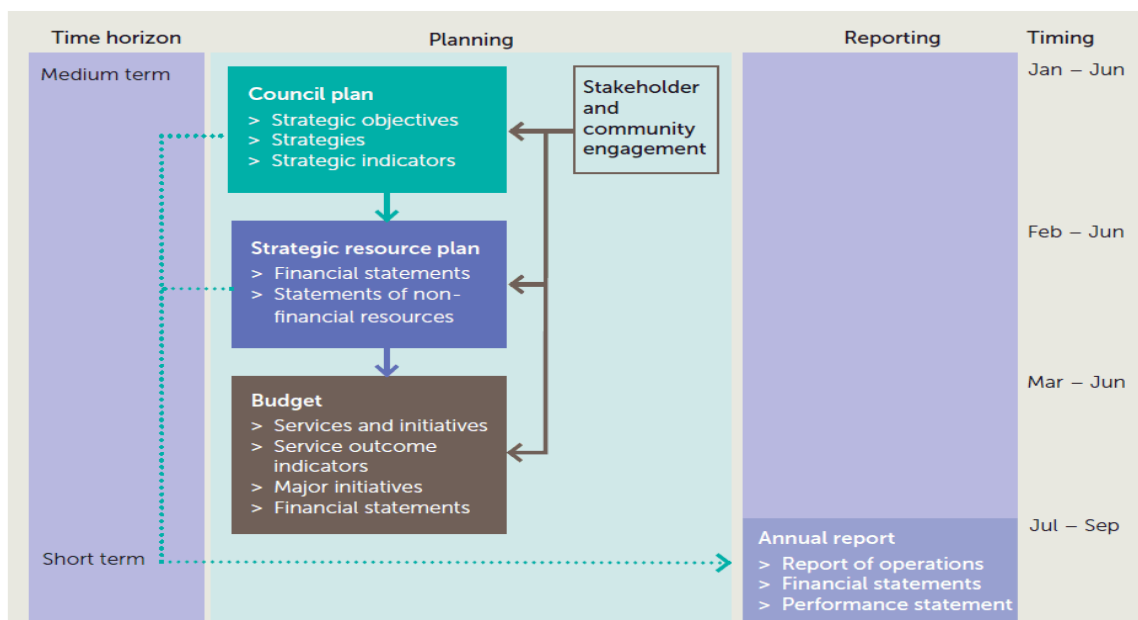 Time horizon
Planning
Reporting
Timing
Medium term
Jan – Jun
Council plan
> Strategic objectives
> Strategies
> Strategic indicators
Stakeholder
and
community
engagement
Feb – Jun
Strategic resource plan
> Financial statements
> Statements of non-
financial resources
Mar – Jun
Budget
> Services and initiatives
> Service outcome
indicators
> Major initiatives
> Financial statements
Jul – Sep
Short term
Annual report
> Report of operations
> Financial statements
> Performance statement